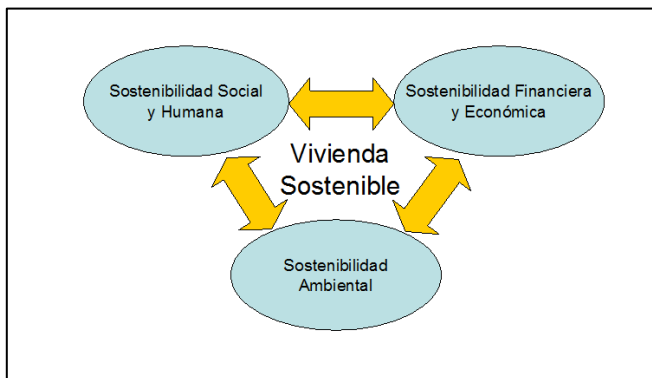 Sostenibilidad Social
y Humana
Sostenibilidad Financiera
y Económica
Vivienda
Sostenible
Sostenibilidad
Ambiental